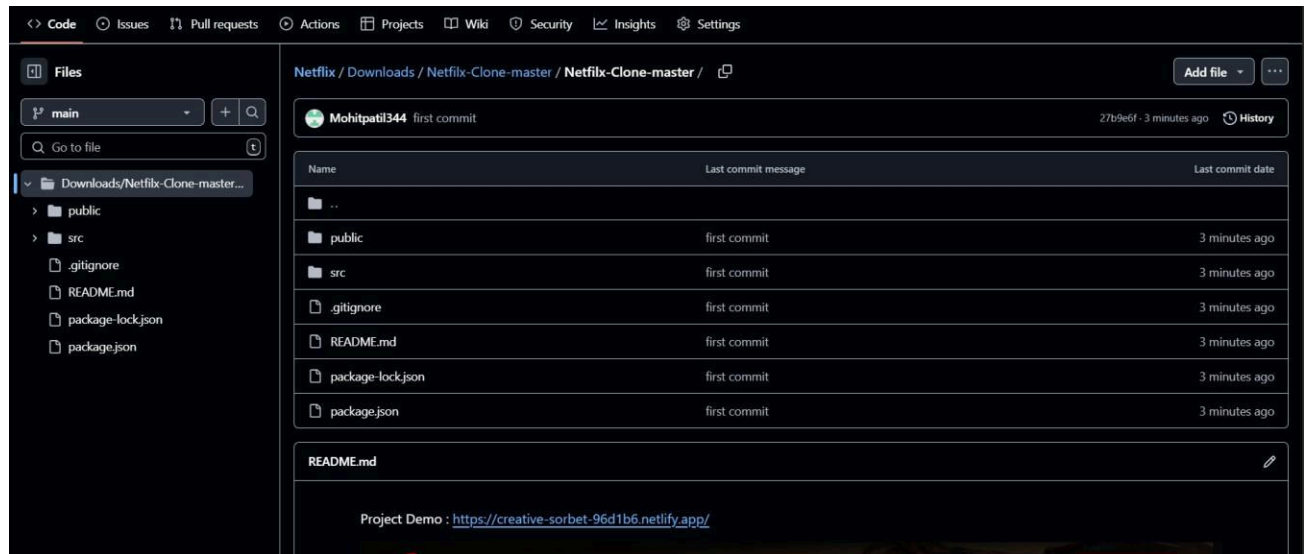 <> Code Issues Pull requests Actions Projects Wiki Security Insights Settings
Files
main
Go to file t
Downloads/Netfilx-Clone-master...
public
src
.gitignore
README.md
package-lock.json
package.json
Netflix / Downloads / Netfilx-Clone-master / Netfilx-Clone-master /
Add file
Mohitpatil344 first commit 27b9e6f · 3 minutes ago History
Name Last commit message Last commit date
..
public first commit 3 minutes ago
src first commit 3 minutes ago
.gitignore first commit 3 minutes ago
README.md first commit 3 minutes ago
package-lock.json first commit 3 minutes ago
package.json first commit 3 minutes ago
README.md
Project Demo : https://creative-sorbet-96d1b6.netlify.app/